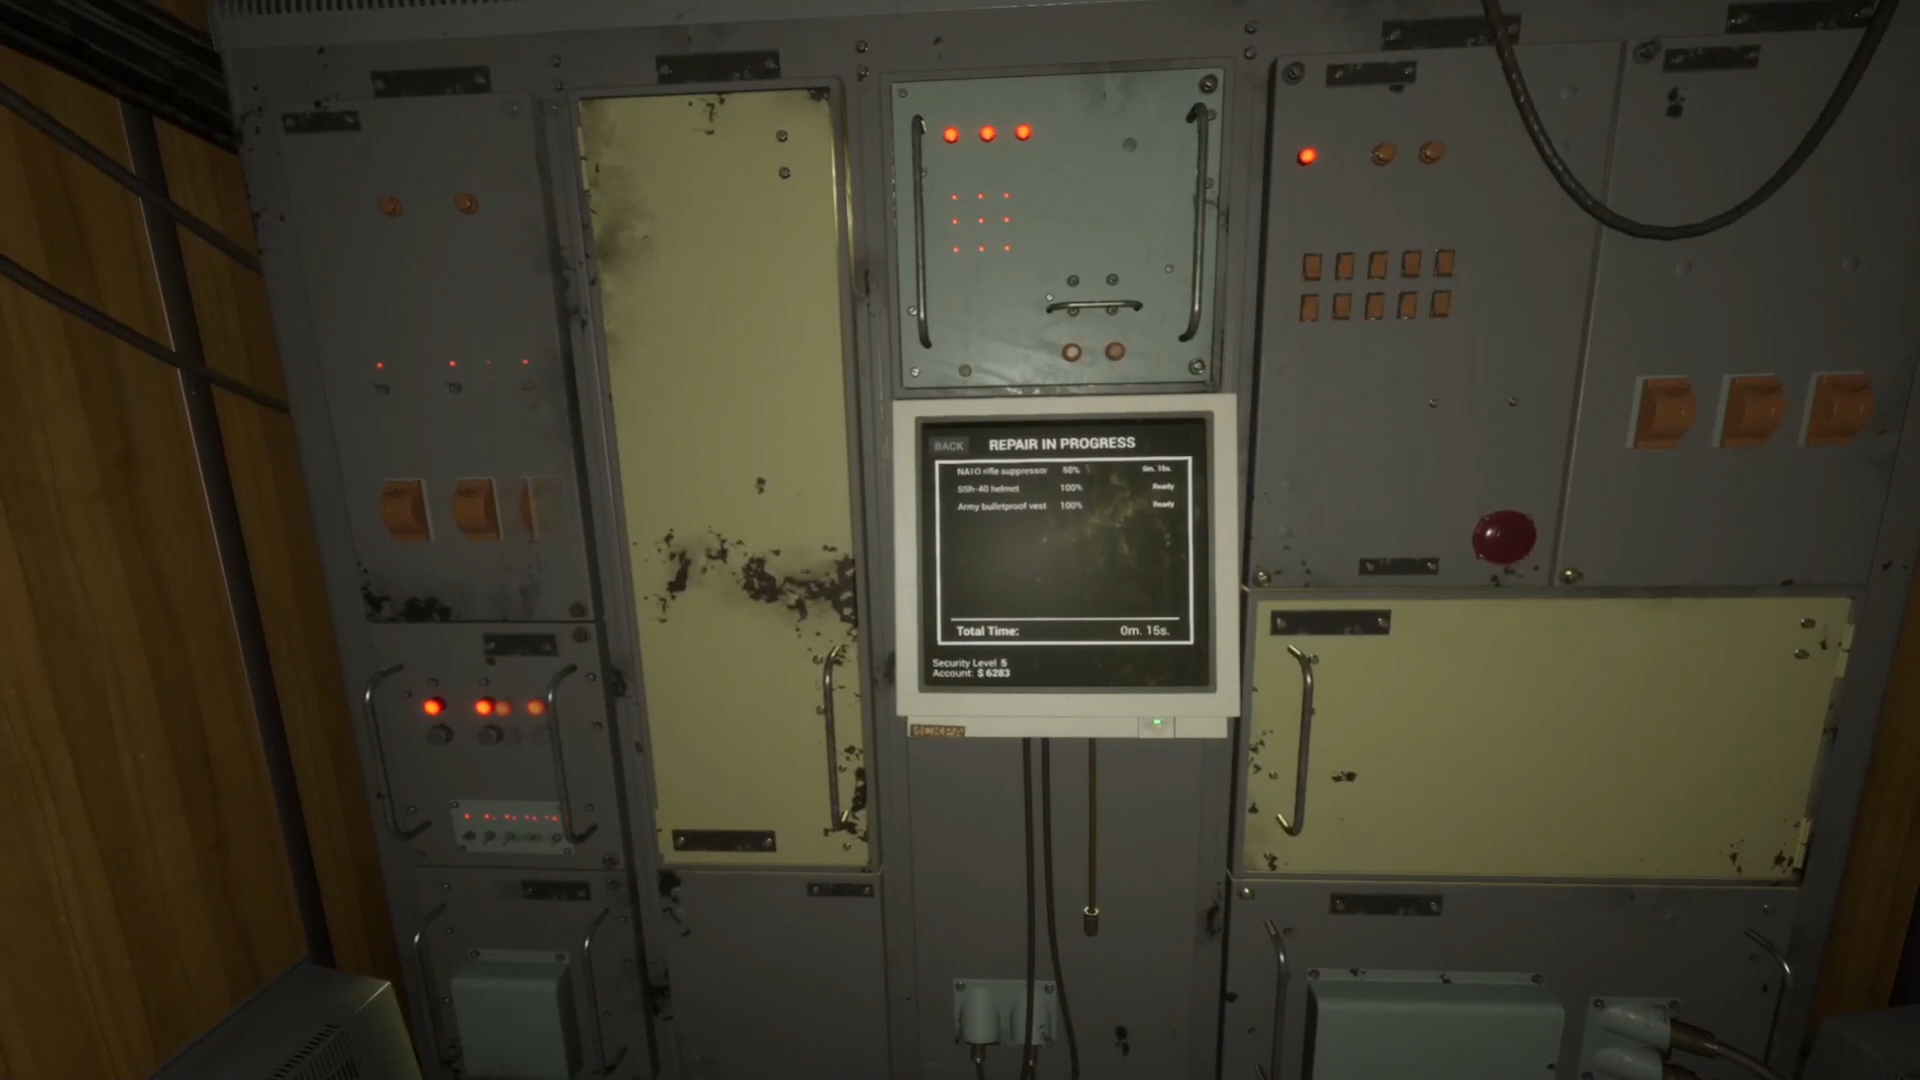 BACK REPAIR IN PROGRESS
NA10 rifle suppressor 60% 0m. 15s.
SSh-40 helmet 100% Ready
Army bulletproof vest 100% Ready
Total Time: 0m. 15s.
Security Level 5
Account: $ 6283